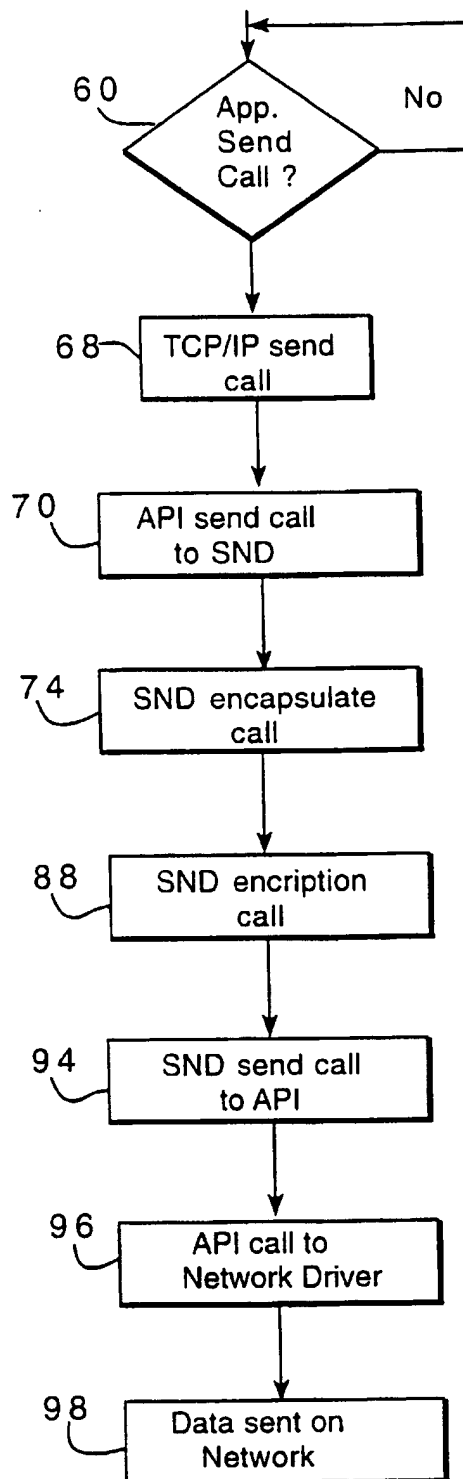 60
App.
Send
Call ?
No
68
TCP/IP send
call
70
API send call
to SND
74
SND encapsulate
call
88
SND encription
call
94
SND send call
to API
96
API call to
Network Driver
98
Data sent on
Network